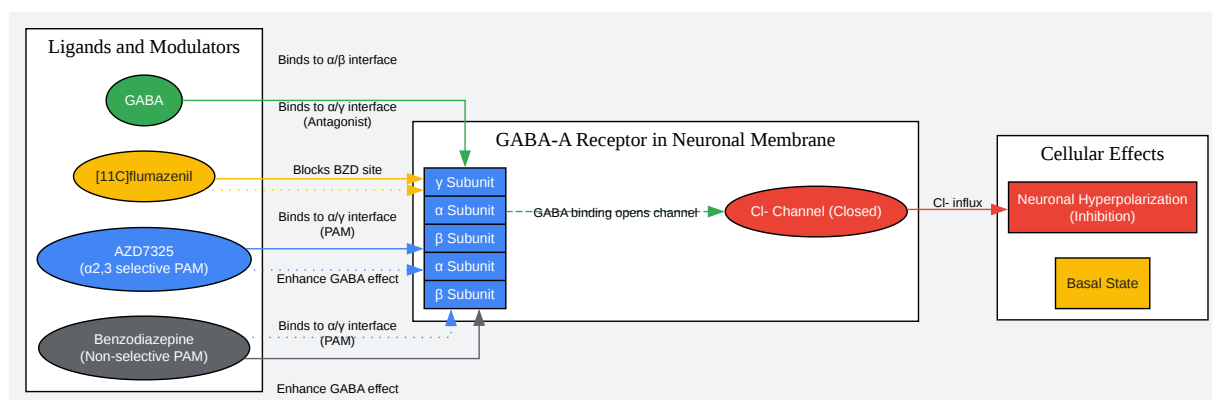 Ligands and Modulators
GABA
[11C]flumazenil
AZD7325
(α2,3 selective PAM)
Benzodiazepine
(Non-selective PAM)
Binds to α/β interface
Binds to α/γ interface
(Antagonist)
Blocks BZD site
Binds to α/γ interface
(PAM)
Enhance GABA effect
Binds to α/γ interface
(PAM)
Enhance GABA effect
GABA-A Receptor in Neuronal Membrane
γ Subunit
α Subunit
β Subunit
α Subunit
β Subunit
GABA binding opens channel
Cl- Channel (Closed)
Cl- influx
Cellular Effects
Neuronal Hyperpolarization
(Inhibition)
Basal State